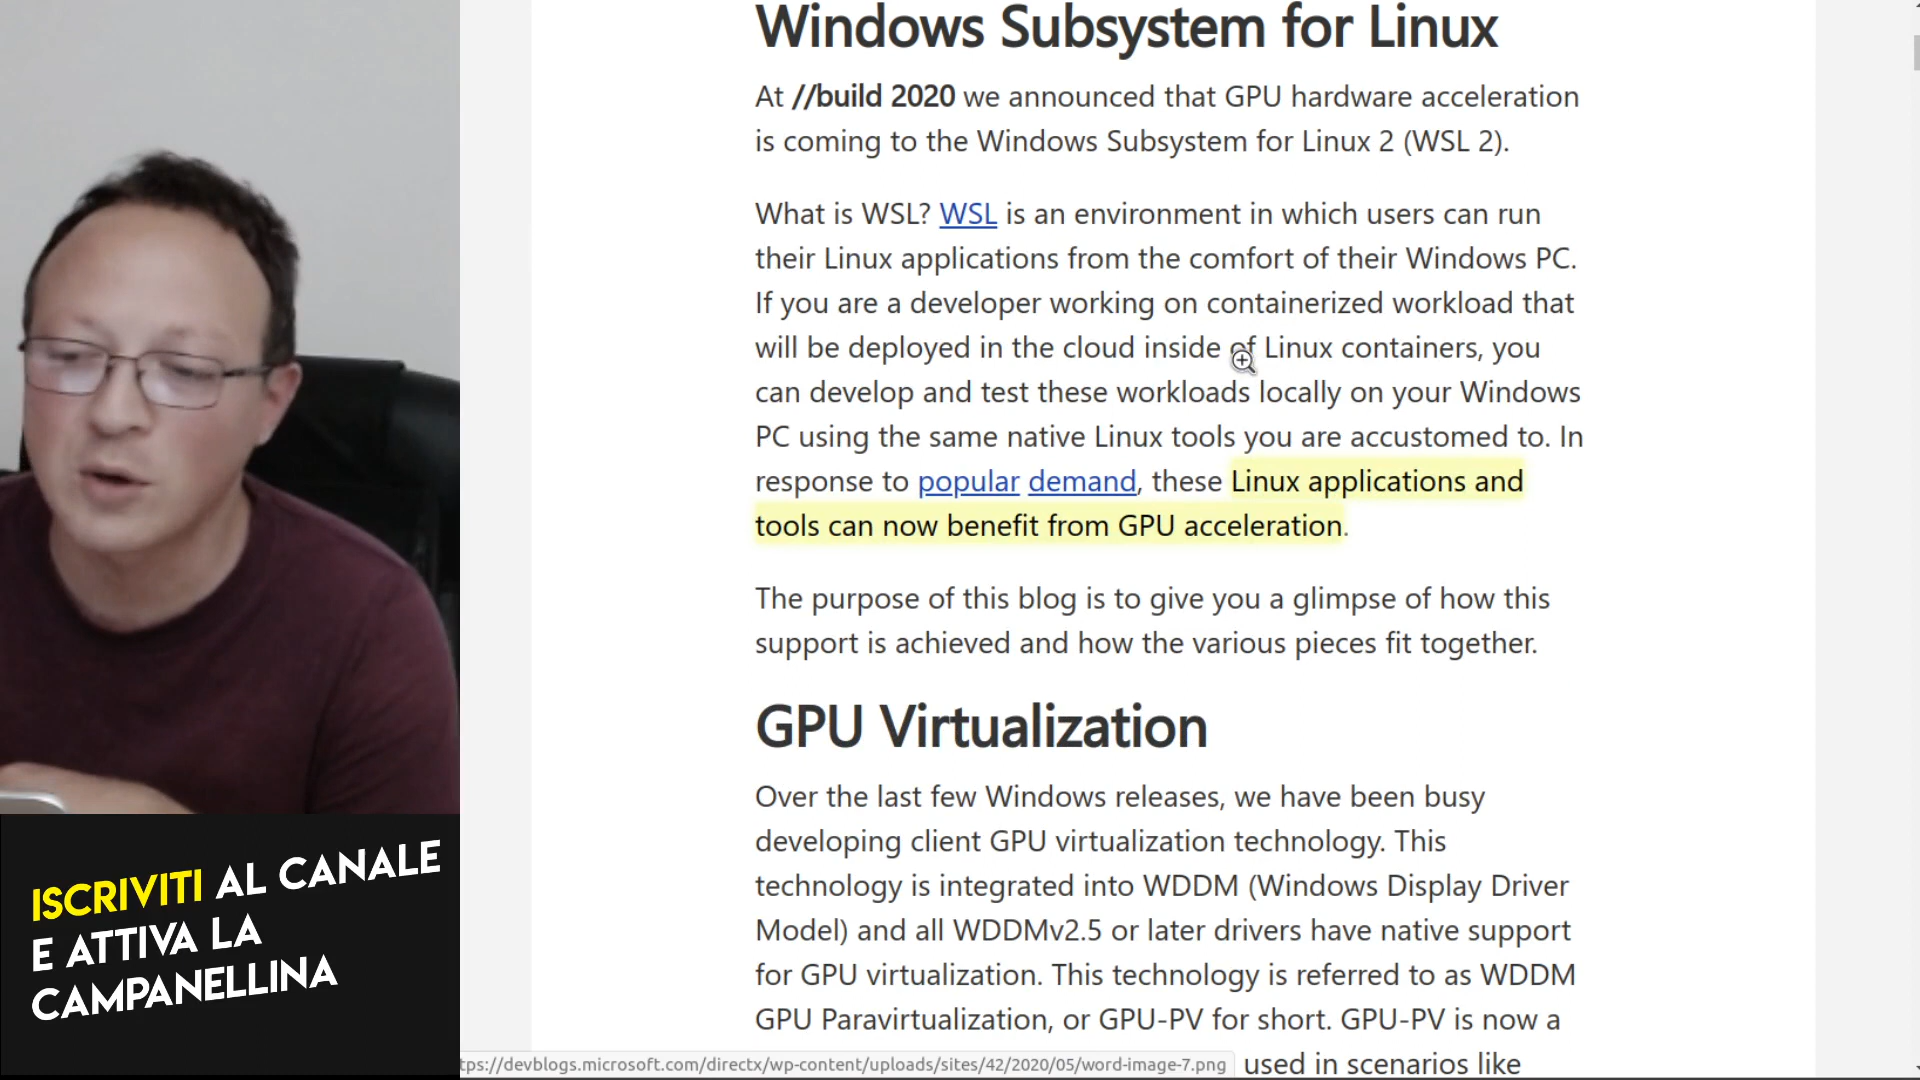 Windows Subsystem for Linux
At //build 2020 we announced that GPU hardware acceleration
is coming to the Windows Subsystem for Linux 2 (WSL 2).
What is WSL? WSL is an environment in which users can run
their Linux applications from the comfort of their Windows PC.
If you are a developer working on containerized workload that
will be deployed in the cloud inside of Linux containers, you
can develop and test these workloads locally on your Windows
PC using the same native Linux tools you are accustomed to. In
response to popular demand, these Linux applications and
tools can now benefit from GPU acceleration.
The purpose of this blog is to give you a glimpse of how this
support is achieved and how the various pieces fit together.
GPU Virtualization
Over the last few Windows releases, we have been busy
developing client GPU virtualization technology. This
technology is integrated into WDDM (Windows Display Driver
Model) and all WDDMv2.5 or later drivers have native support
for GPU virtualization. This technology is referred to as WDDM
GPU Paravirtualization, or GPU-PV for short. GPU-PV is now a
used in scenarios like
tps://devblogs.microsoft.com/directx/wp-content/uploads/sites/42/2020/05/word-image-7.png
ISCRIVITI AL CANALE
E ATTIVA LA
CAMPANELLINA